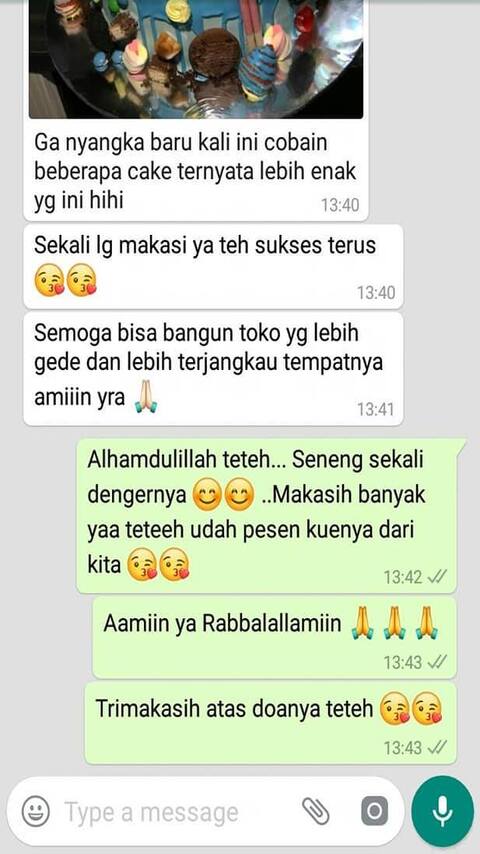 Ga nyangka baru kali ini cobain
beberapa cake ternyata lebih enak
yg ini hihi
13:40
Sekali lg makasi ya teh sukses terus
😘😘
13:40
Semoga bisa bangun toko yg lebih
gede dan lebih terjangkau tempatnya
amiiin yra 🙏🏻
13:41
Alhamdulillah teteh... Seneng sekali
dengernya 😊😊 ..Makasih banyak
yaa teteeh udah pesen kuenya dari
kita 😘😘
13:42
Aamiin ya Rabbalallamiin 🙏🙏🙏
13:43
Trimakasih atas doanya teteh 😘😘
13:43
Type a message